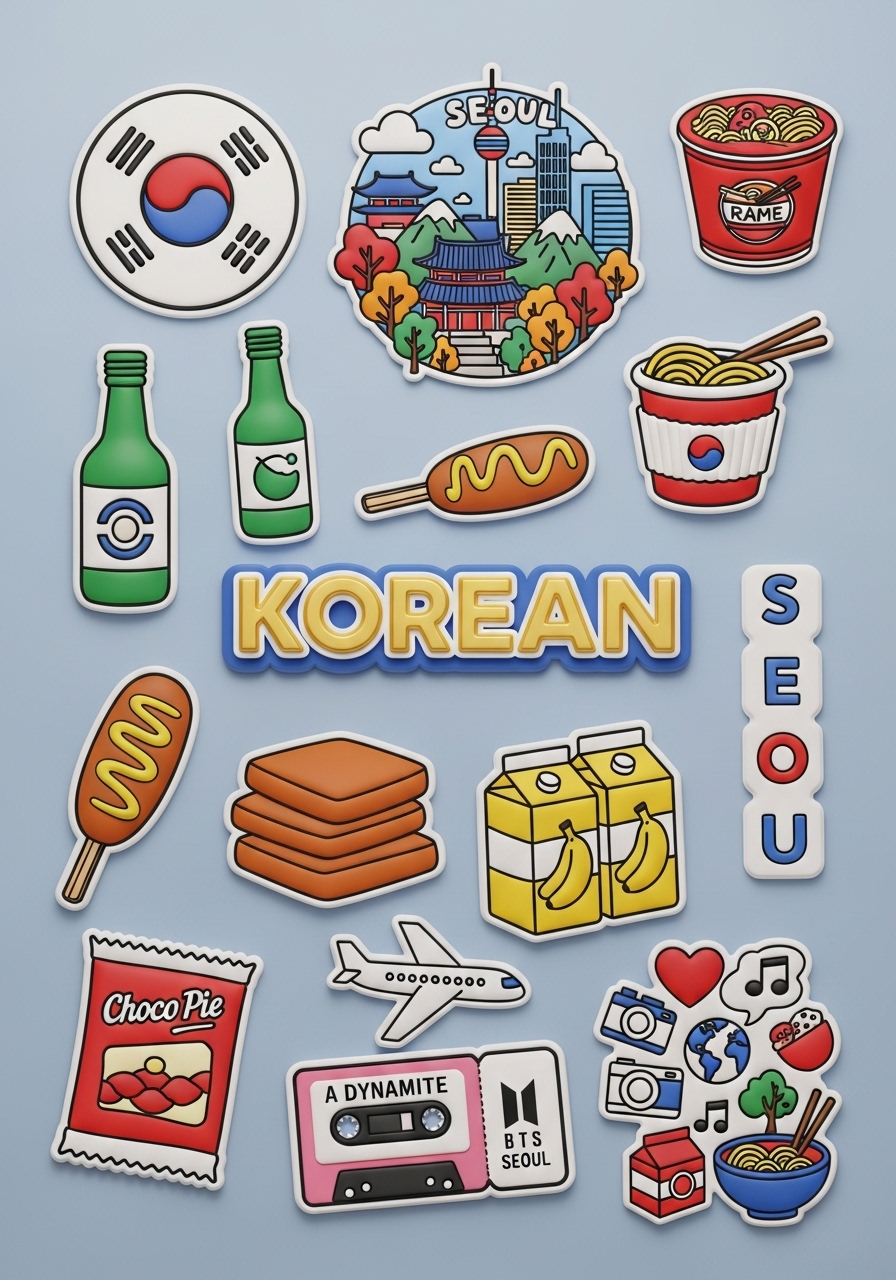 SEOUL
RAME
KOREAN
S
E
O
U
Choco Pie
A DYNAMITE
BTS
SEOUL